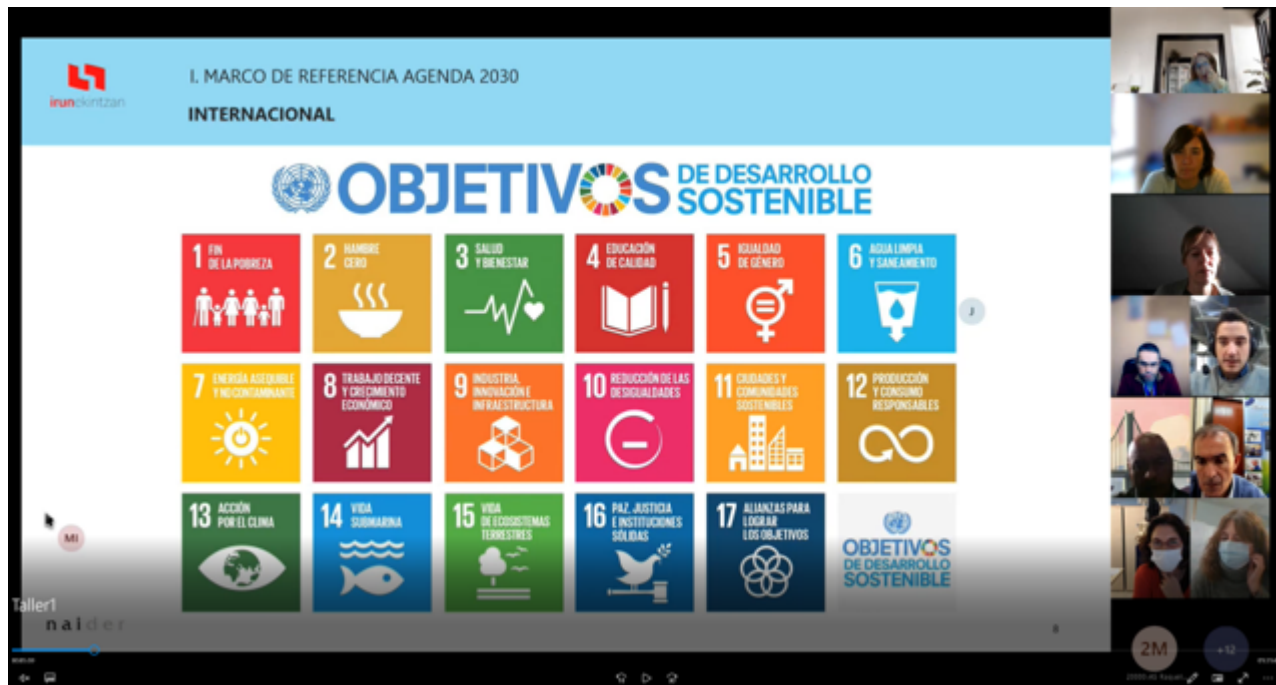 I. MARCO DE REFERENCIA AGENDA 2030
irunekintzan
INTERNACIONAL
OBJETIVOS DE DESARROLLO
SOSTENIBLE
1 FIN
DE LA POBREZA
2 HAMBRE
CERO
3 SALUD
Y BIENESTAR
4 EDUCACIÓN
DE CALIDAD
5 IGUALDAD
DE GÉNERO
6 AGUA LIMPIA
Y SANEAMIENTO
J
7 ENERGÍA ASEQUIBLE
Y NO CONTAMINANTE
8 TRABAJO DECENTE
Y CRECIMIENTO
ECONÓMICO
9 INDUSTRIA,
INNOVACIÓN E
INFRAESTRUCTURA
10 REDUCCIÓN DE LAS
DESIGUALDADES
11 CIUDADES Y
COMUNIDADES
SOSTENIBLES
12 PRODUCCIÓN
Y CONSUMO
RESPONSABLES
13 ACCIÓN
POR EL CLIMA
14 VIDA
SUBMARINA
15 VIDA
DE ECOSISTEMAS
TERRESTRES
16 PAZ, JUSTICIA
E INSTITUCIONES
SÓLIDAS
17 ALIANZAS PARA
LOGRAR
LOS OBJETIVOS
OBJETIVOS
DE DESARROLLO
SOSTENIBLE
MI
Taller1
naider
8
2M
+12